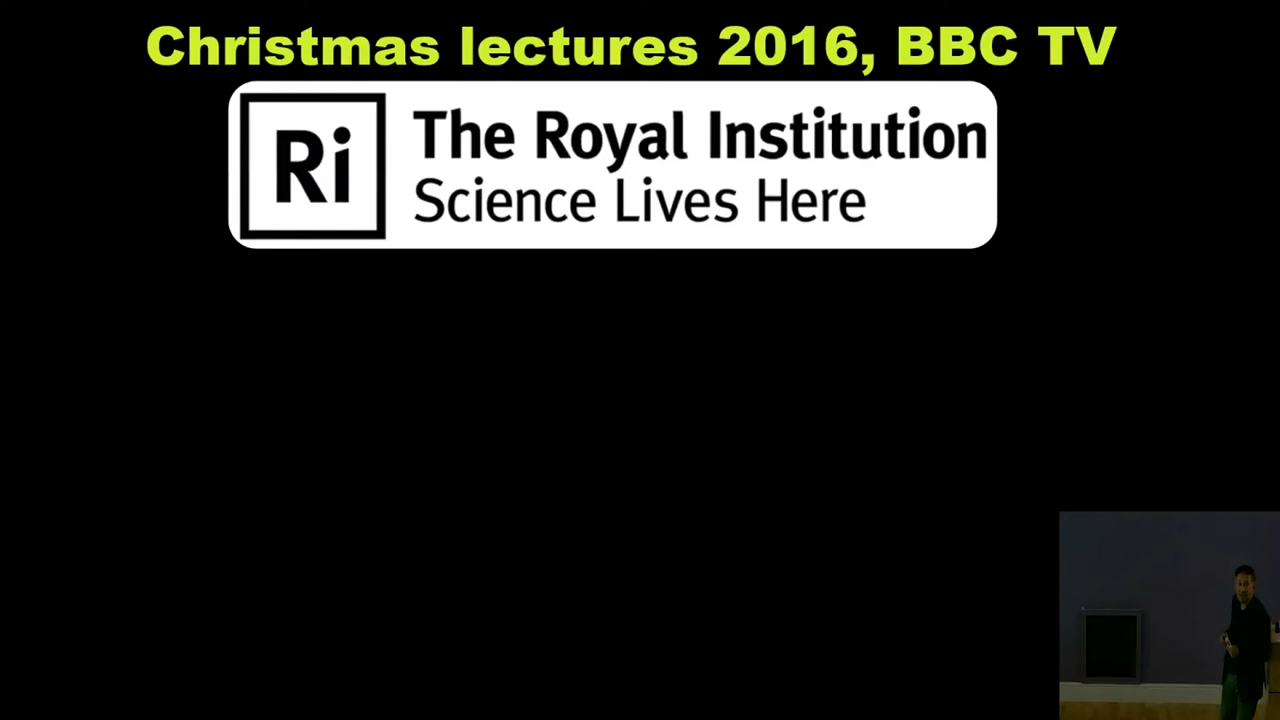 Christmas lectures 2016, BBC TV
Ri
The Royal Institution
Science Lives Here